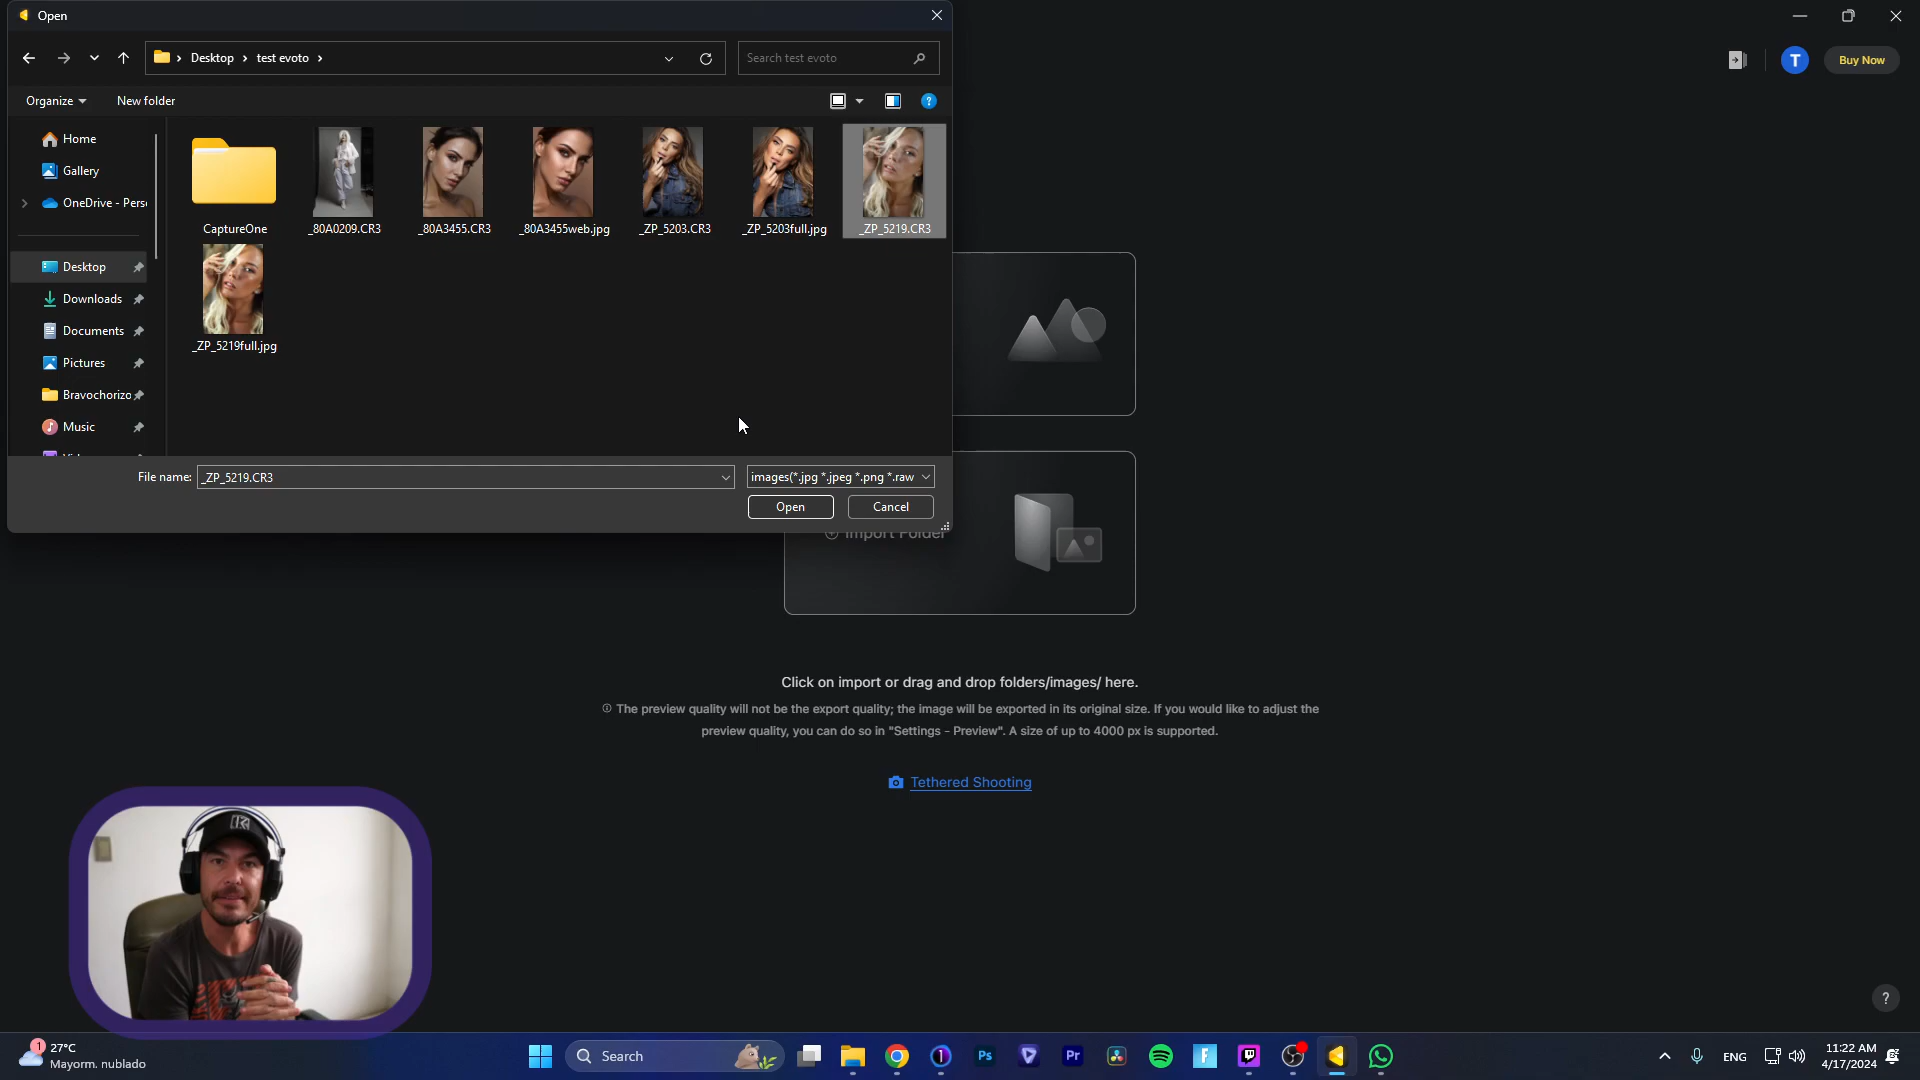 Open
Desktop > test evoto >
Search test evoto
Buy Now
T
Organize
New folder
Home
Gallery
OneDrive - Pers
Desktop
Downloads
Documents
Pictures
Bravochorizo
Music
CaptureOne
_80A0209.CR3
_80A3455.CR3
_80A3455web.jpg
_ZP_5203.CR3
_ZP_5203full.jpg
_ZP_5219.CR3
_ZP_5219full.jpg
File name: _ZP_5219.CR3
images(*.jpg *.jpeg *.png *.raw
Open
Cancel
Import Folder
Click on import or drag and drop folders/images/ here.
The preview quality will not be the export quality; the image will be exported in its original size. If you would like to adjust the
preview quality, you can do so in "Settings - Preview". A size of up to 4000 px is supported.
Tethered Shooting
?
1
27°C
Mayorm. nublado
Search
Ps
Pr
ENG
11:22 AM
4/17/2024